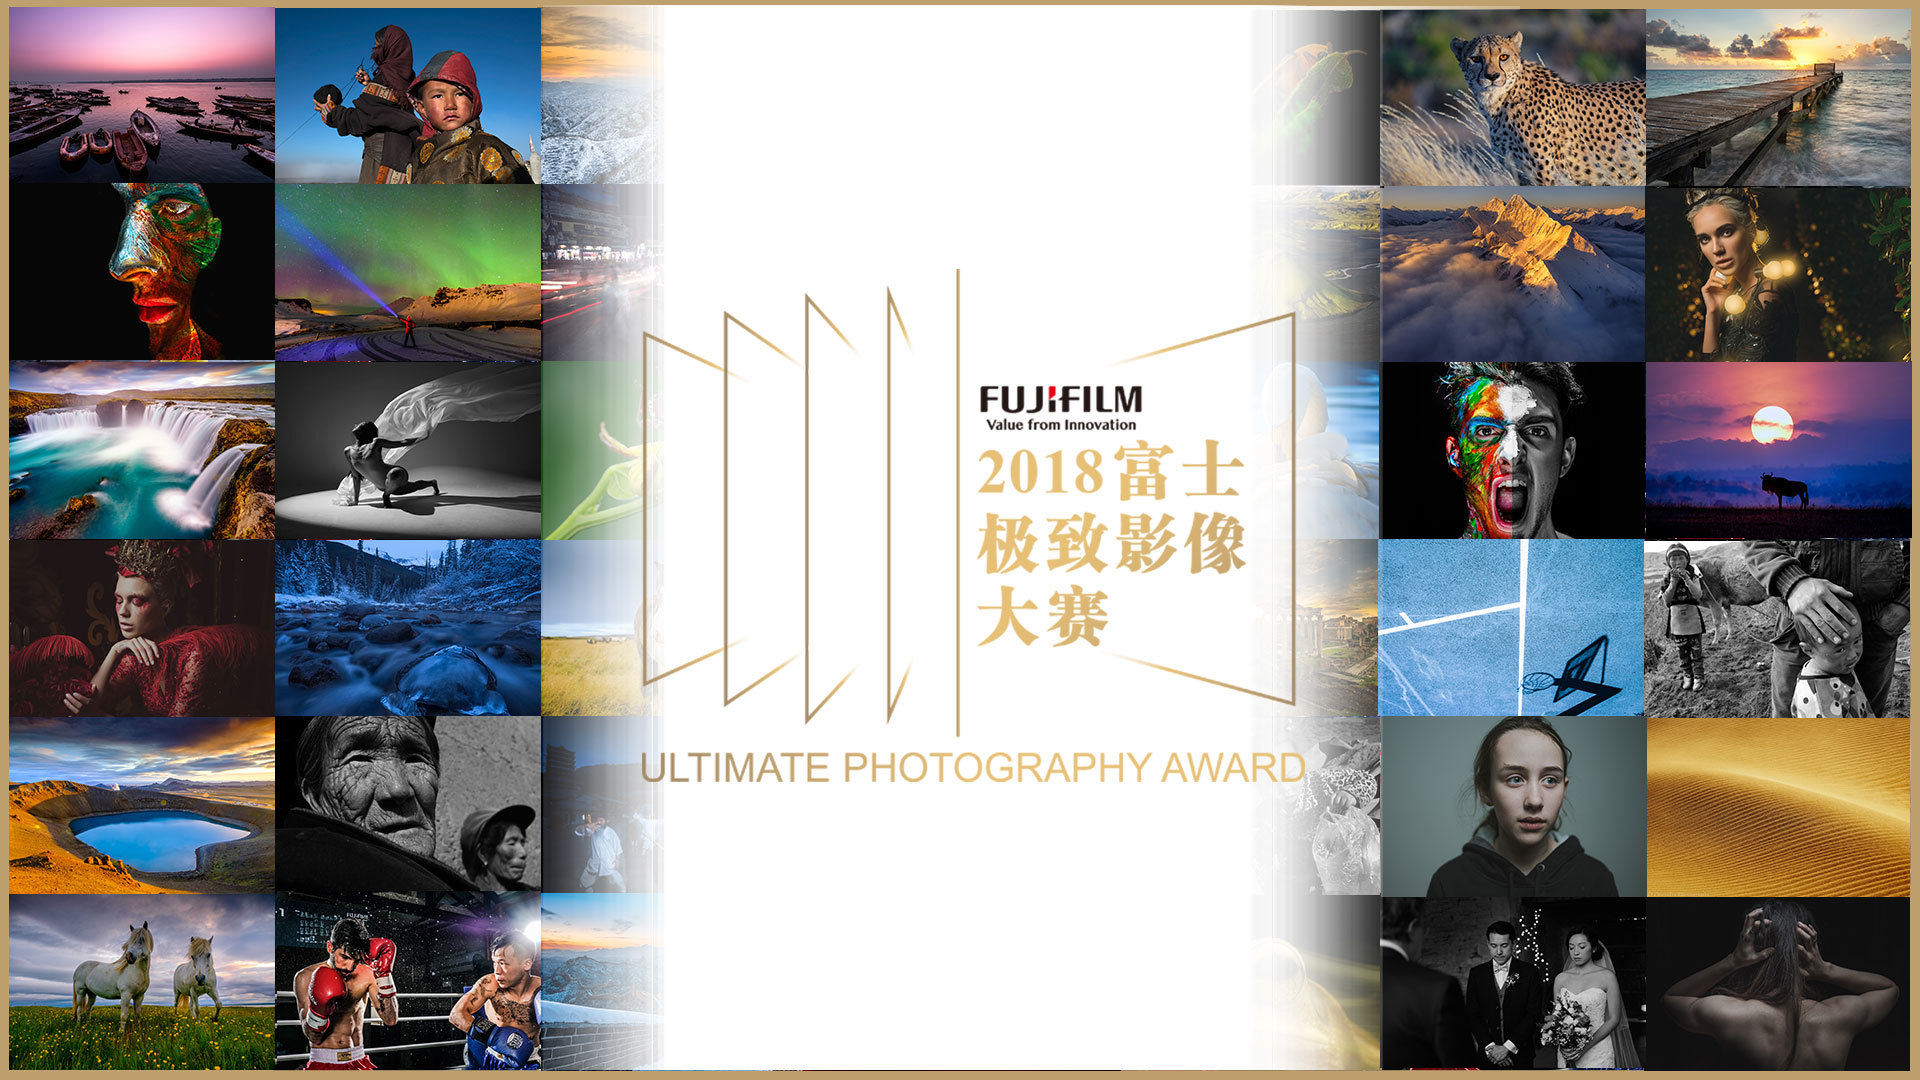 FUJIFILM
Value from Innovation
2018富士
极致影像
大赛
ULTIMATE PHOTOGRAPHY AWARD